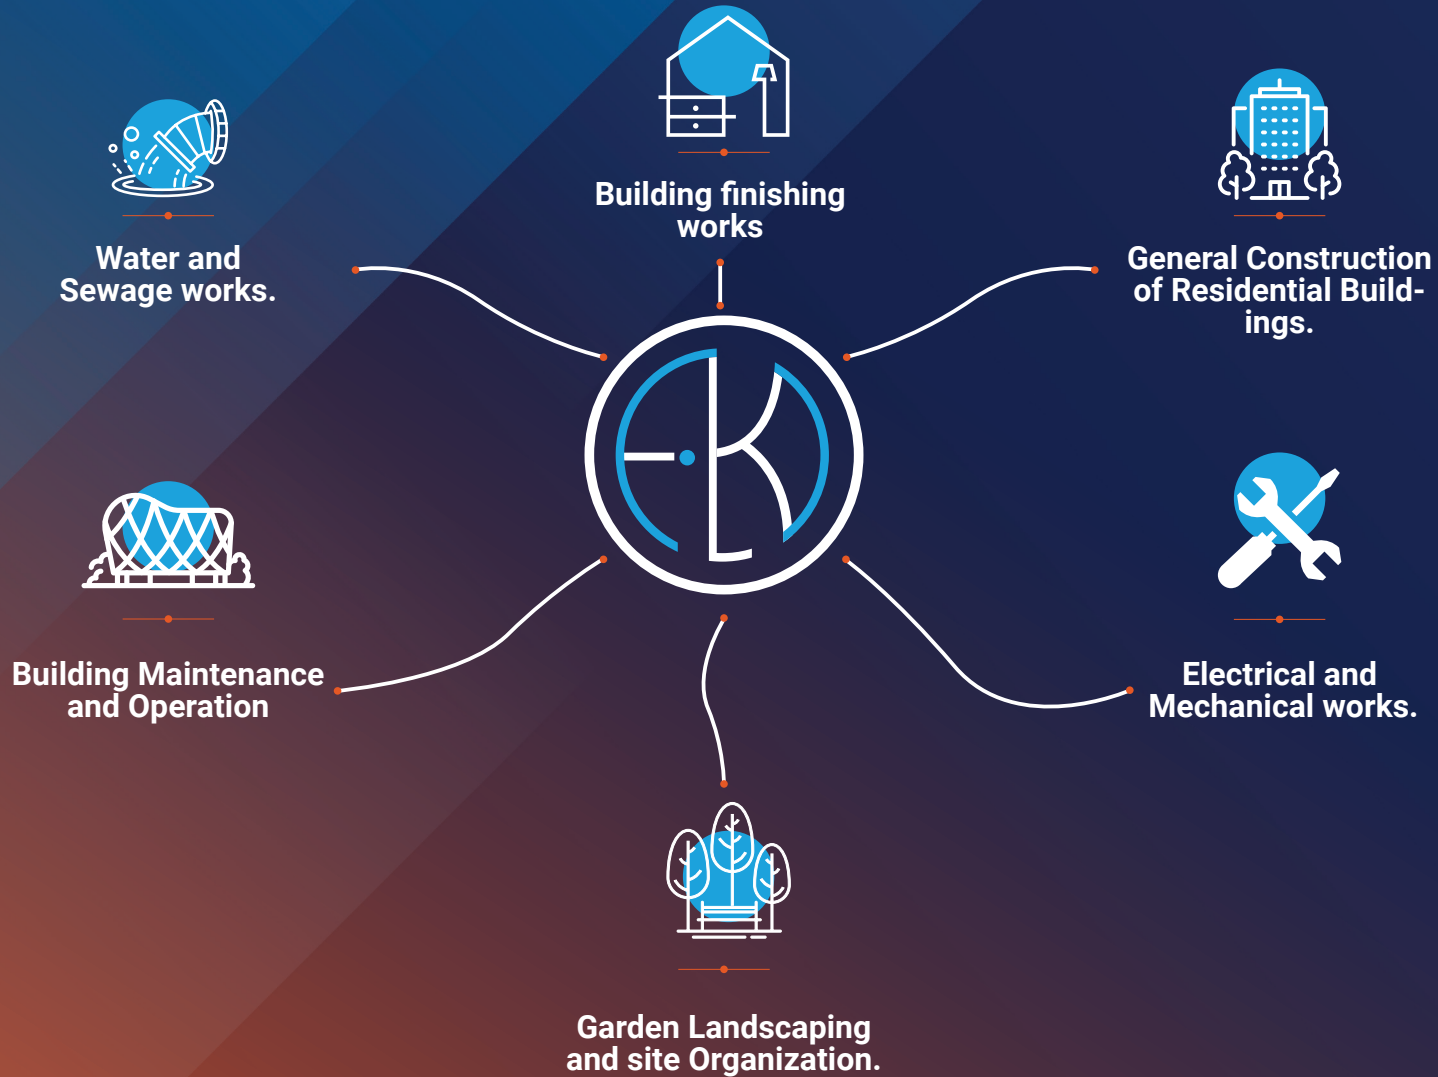 Building finishing
works
Water and
Sewage works.
General Construction
of Residential Build-
ings.
Building Maintenance
and Operation
Electrical and
Mechanical works.
Garden Landscaping
and site Organization.